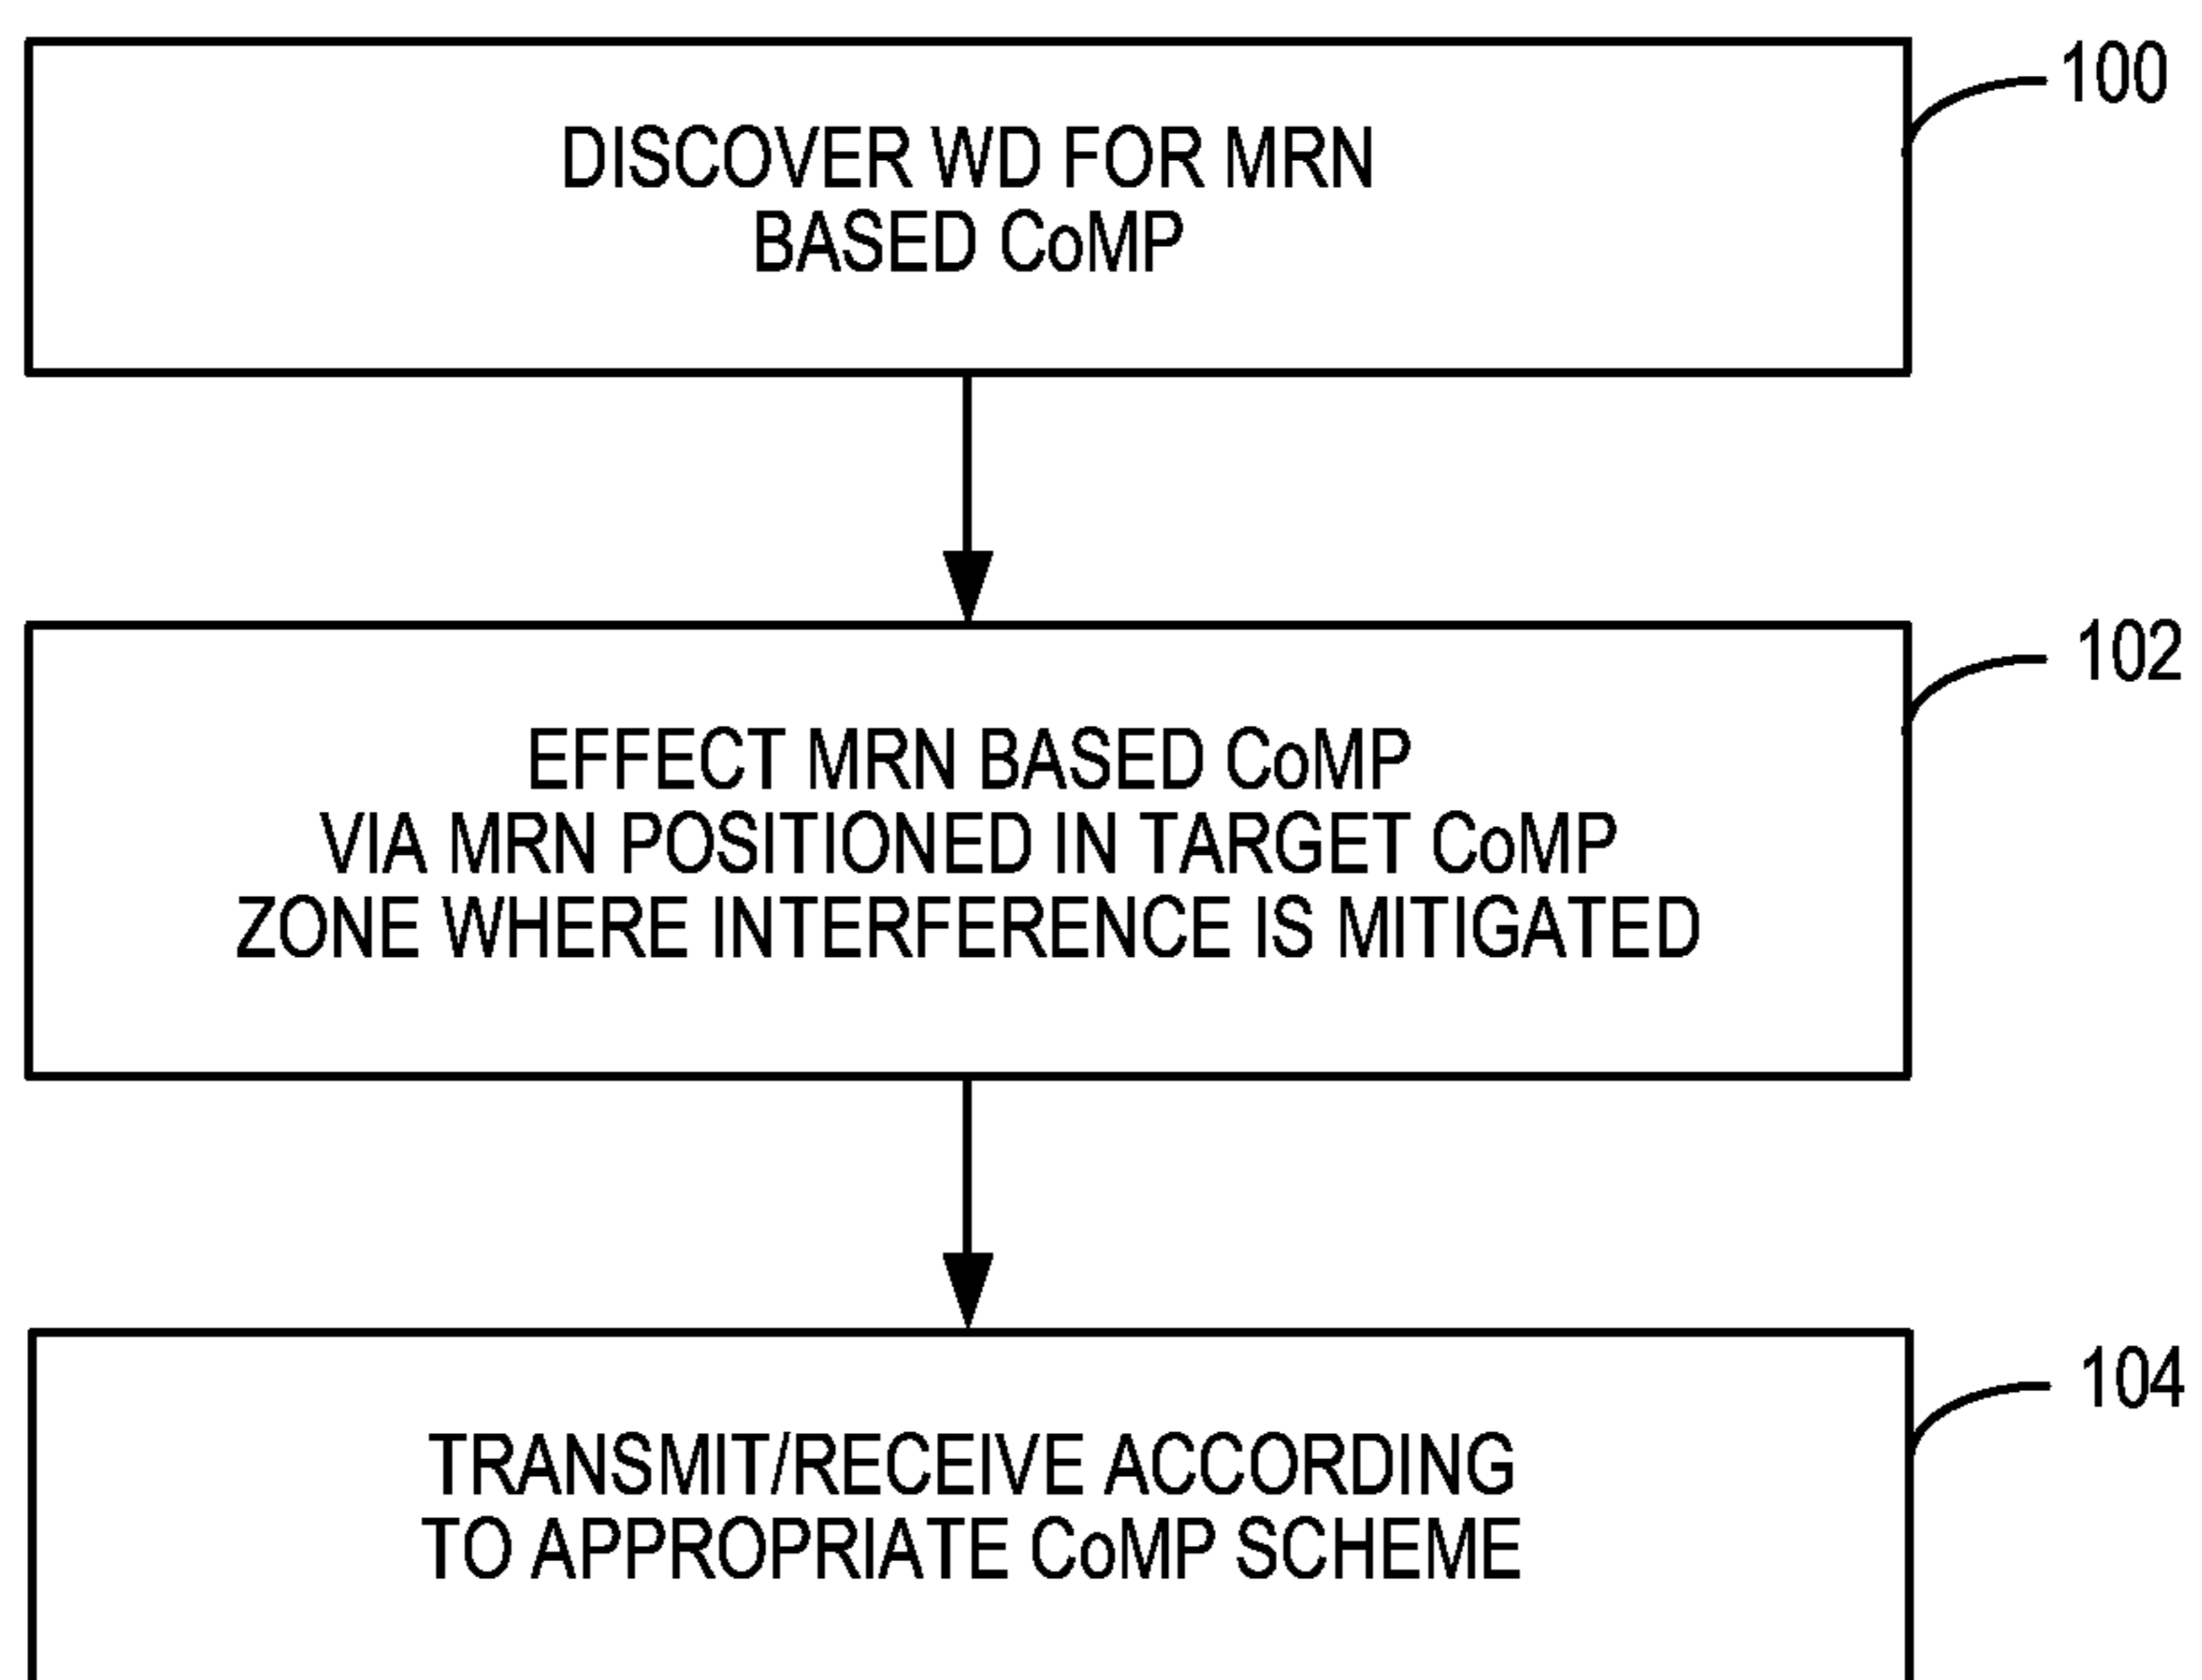 100
DISCOVER WD FOR MRN
BASED CoMP
102
EFFECT MRN BASED CoMP
VIA MRN POSITIONED IN TARGET CoMP
ZONE WHERE INTERFERENCE IS MITIGATED
104
TRANSMIT/RECEIVE ACCORDING
TO APPROPRIATE CoMP SCHEME